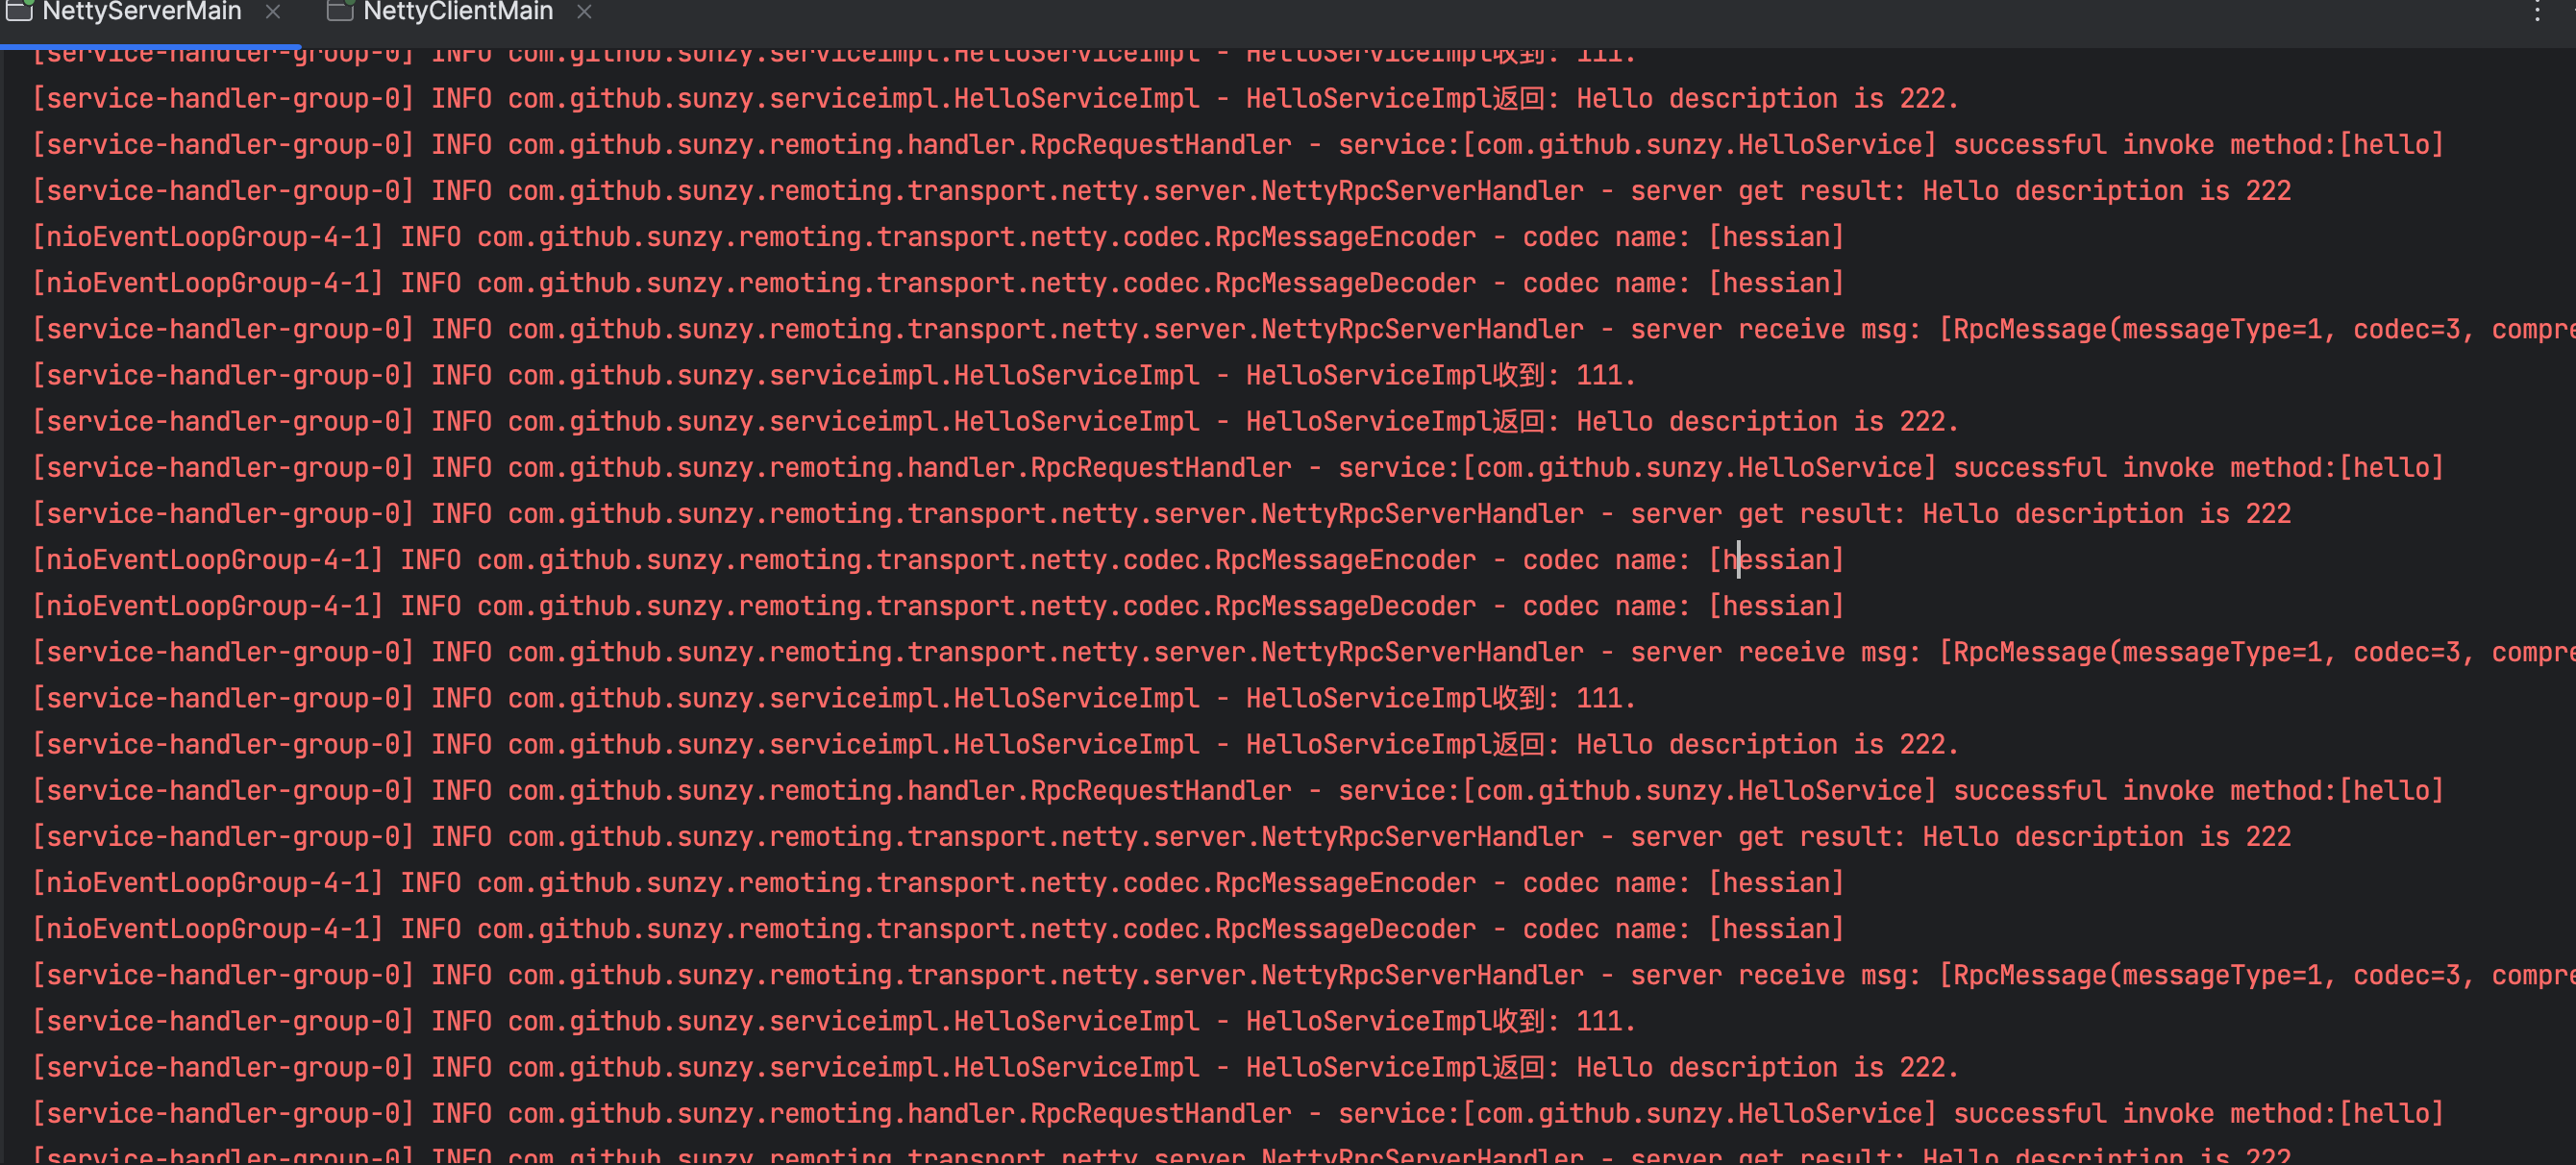 NettyServerMain × NettyClientMain ×
[service-handler-group-0] INFO com.github.sunzy.serviceimpl.HelloServiceImpl - HelloServiceImpl收到: 111.
[service-handler-group-0] INFO com.github.sunzy.serviceimpl.HelloServiceImpl - HelloServiceImpl返回: Hello description is 222.
[service-handler-group-0] INFO com.github.sunzy.remoting.handler.RpcRequestHandler - service:[com.github.sunzy.HelloService] successful invoke method:[hello]
[service-handler-group-0] INFO com.github.sunzy.remoting.transport.netty.server.NettyRpcServerHandler - server get result: Hello description is 222
[nioEventLoopGroup-4-1] INFO com.github.sunzy.remoting.transport.netty.codec.RpcMessageEncoder - codec name: [hessian]
[nioEventLoopGroup-4-1] INFO com.github.sunzy.remoting.transport.netty.codec.RpcMessageDecoder - codec name: [hessian]
[service-handler-group-0] INFO com.github.sunzy.remoting.transport.netty.server.NettyRpcServerHandler - server receive msg: [RpcMessage(messageType=1, codec=3, compre
[service-handler-group-0] INFO com.github.sunzy.serviceimpl.HelloServiceImpl - HelloServiceImpl收到: 111.
[service-handler-group-0] INFO com.github.sunzy.serviceimpl.HelloServiceImpl - HelloServiceImpl返回: Hello description is 222.
[service-handler-group-0] INFO com.github.sunzy.remoting.handler.RpcRequestHandler - service:[com.github.sunzy.HelloService] successful invoke method:[hello]
[service-handler-group-0] INFO com.github.sunzy.remoting.transport.netty.server.NettyRpcServerHandler - server get result: Hello description is 222
[nioEventLoopGroup-4-1] INFO com.github.sunzy.remoting.transport.netty.codec.RpcMessageEncoder - codec name: [hessian]
[nioEventLoopGroup-4-1] INFO com.github.sunzy.remoting.transport.netty.codec.RpcMessageDecoder - codec name: [hessian]
[service-handler-group-0] INFO com.github.sunzy.remoting.transport.netty.server.NettyRpcServerHandler - server receive msg: [RpcMessage(messageType=1, codec=3, compre
[service-handler-group-0] INFO com.github.sunzy.serviceimpl.HelloServiceImpl - HelloServiceImpl收到: 111.
[service-handler-group-0] INFO com.github.sunzy.serviceimpl.HelloServiceImpl - HelloServiceImpl返回: Hello description is 222.
[service-handler-group-0] INFO com.github.sunzy.remoting.handler.RpcRequestHandler - service:[com.github.sunzy.HelloService] successful invoke method:[hello]
[service-handler-group-0] INFO com.github.sunzy.remoting.transport.netty.server.NettyRpcServerHandler - server get result: Hello description is 222
[nioEventLoopGroup-4-1] INFO com.github.sunzy.remoting.transport.netty.codec.RpcMessageEncoder - codec name: [hessian]
[nioEventLoopGroup-4-1] INFO com.github.sunzy.remoting.transport.netty.codec.RpcMessageDecoder - codec name: [hessian]
[service-handler-group-0] INFO com.github.sunzy.remoting.transport.netty.server.NettyRpcServerHandler - server receive msg: [RpcMessage(messageType=1, codec=3, compre
[service-handler-group-0] INFO com.github.sunzy.serviceimpl.HelloServiceImpl - HelloServiceImpl收到: 111.
[service-handler-group-0] INFO com.github.sunzy.serviceimpl.HelloServiceImpl - HelloServiceImpl返回: Hello description is 222.
[service-handler-group-0] INFO com.github.sunzy.remoting.handler.RpcRequestHandler - service:[com.github.sunzy.HelloService] successful invoke method:[hello]
[service-handler-group-0] INFO com.github.sunzy.remoting.transport.netty.server.NettyRpcServerHandler - server get result: Hello description is 222